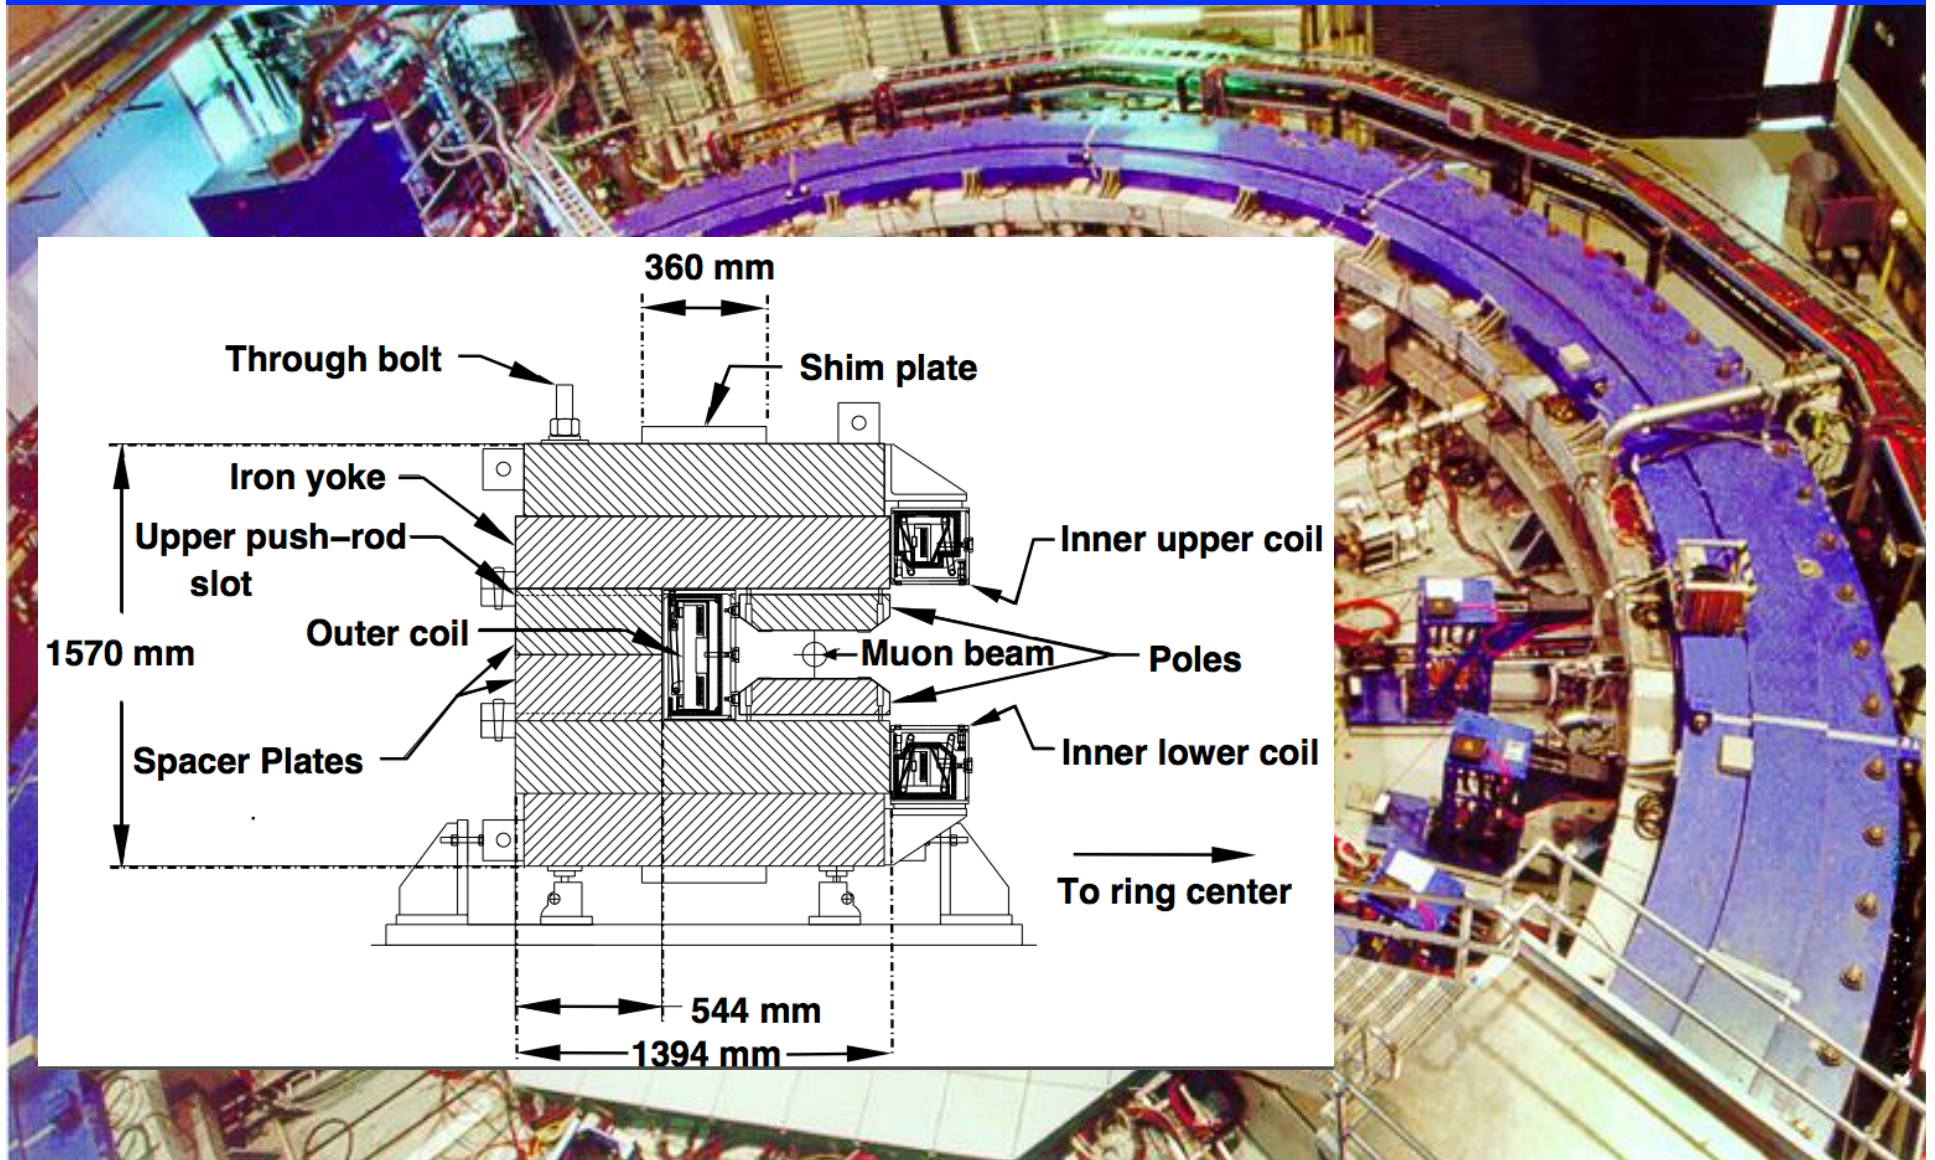 360 mm
Through bolt
Shim plate
Iron yoke
Upper push–rod
slot
Inner upper coil
Outer coil
1570 mm
Muon beam
Poles
Spacer Plates
Inner lower coil
To ring center
544 mm
1394 mm